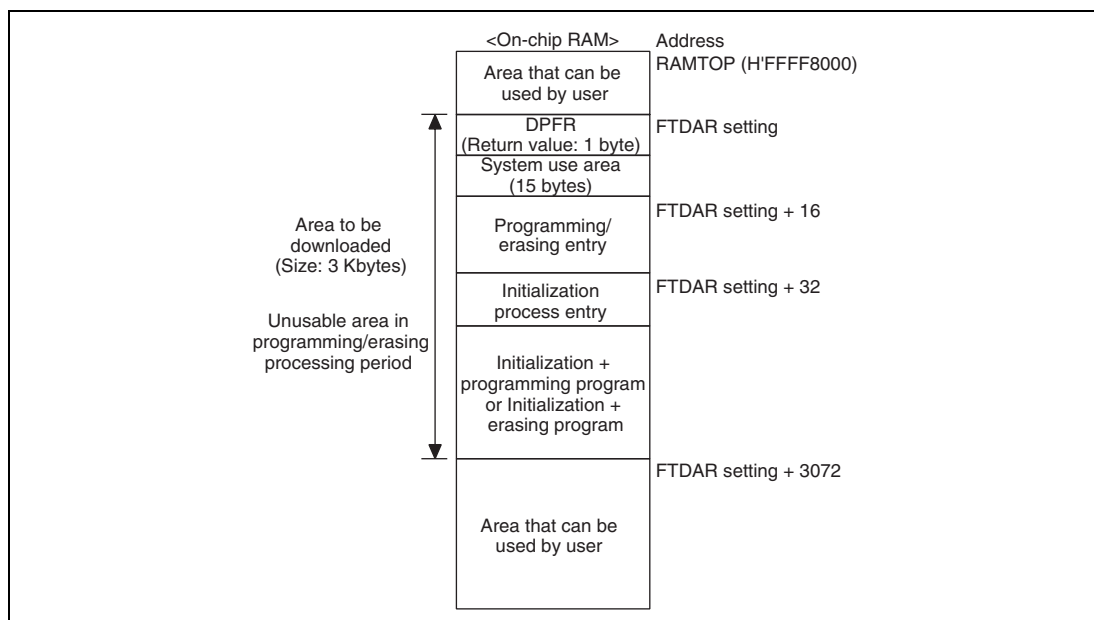 <On-chip RAM>
Address
RAMTOP (H'FFFF8000)
Area that can be
used by user
DPFR
(Return value: 1 byte)
FTDAR setting
System use area
(15 bytes)
Programming/
erasing entry
FTDAR setting + 16
Area to be
downloaded
(Size: 3 Kbytes)
Initialization
process entry
FTDAR setting + 32
Unusable area in
programming/erasing
processing period
Initialization +
programming program
or Initialization +
erasing program
FTDAR setting + 3072
Area that can be
used by user